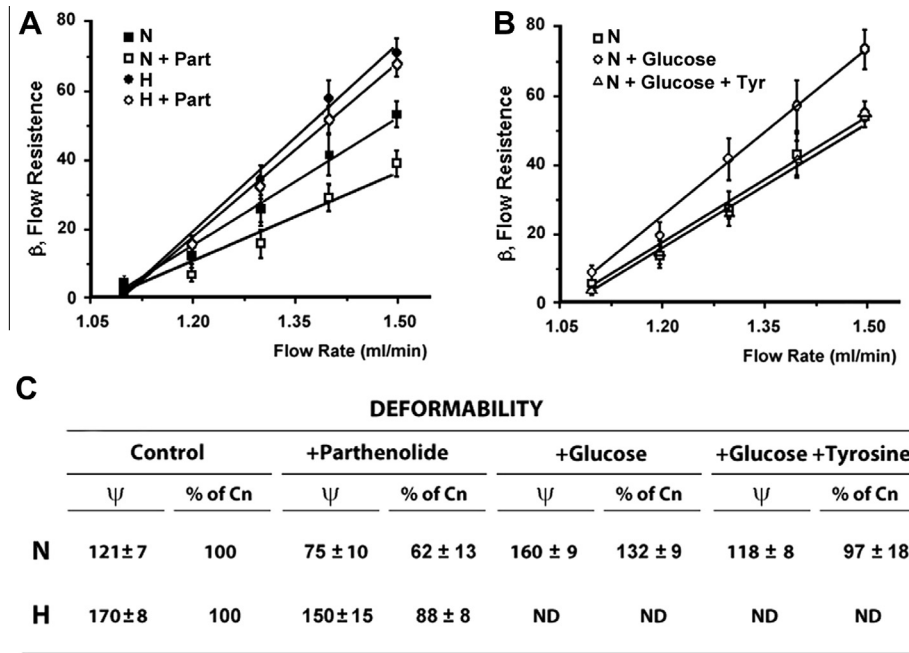 A
β, Flow Resistence
80
60
40
20
0
N
N + Part
H
H + Part
1.05
1.20
1.35
1.50
Flow Rate (ml/min)
B
β, Flow Resistence
80
60
40
20
0
N
N + Glucose
N + Glucose + Tyr
1.05
1.20
1.35
1.50
Flow Rate (ml/min)
C
DEFORMABILITY
Control +Parthenolide +Glucose +Glucose +Tyrosine
Ψ % of Cn Ψ % of Cn Ψ % of Cn Ψ % of Cn
N 121±7 100 75 ± 10 62 ± 13 160 ± 9 132 ± 9 118 ± 8 97 ± 18
H 170±8 100 150±15 88 ± 8 ND ND ND ND